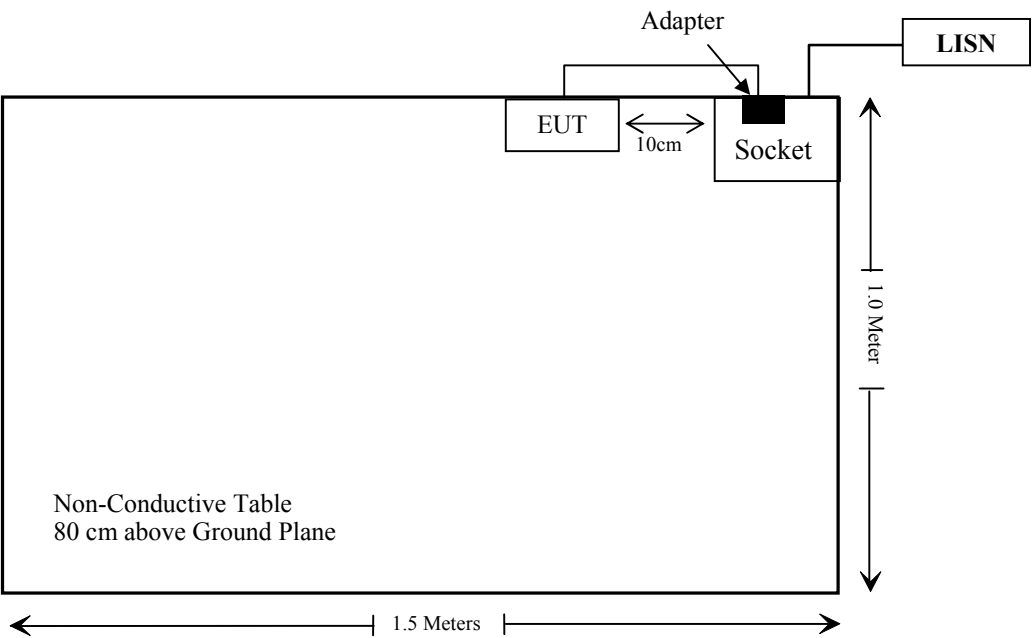 Adapter
LISN
EUT
10cm
Socket
1.0 Meter
Non-Conductive Table
80 cm above Ground Plane
1.5 Meters